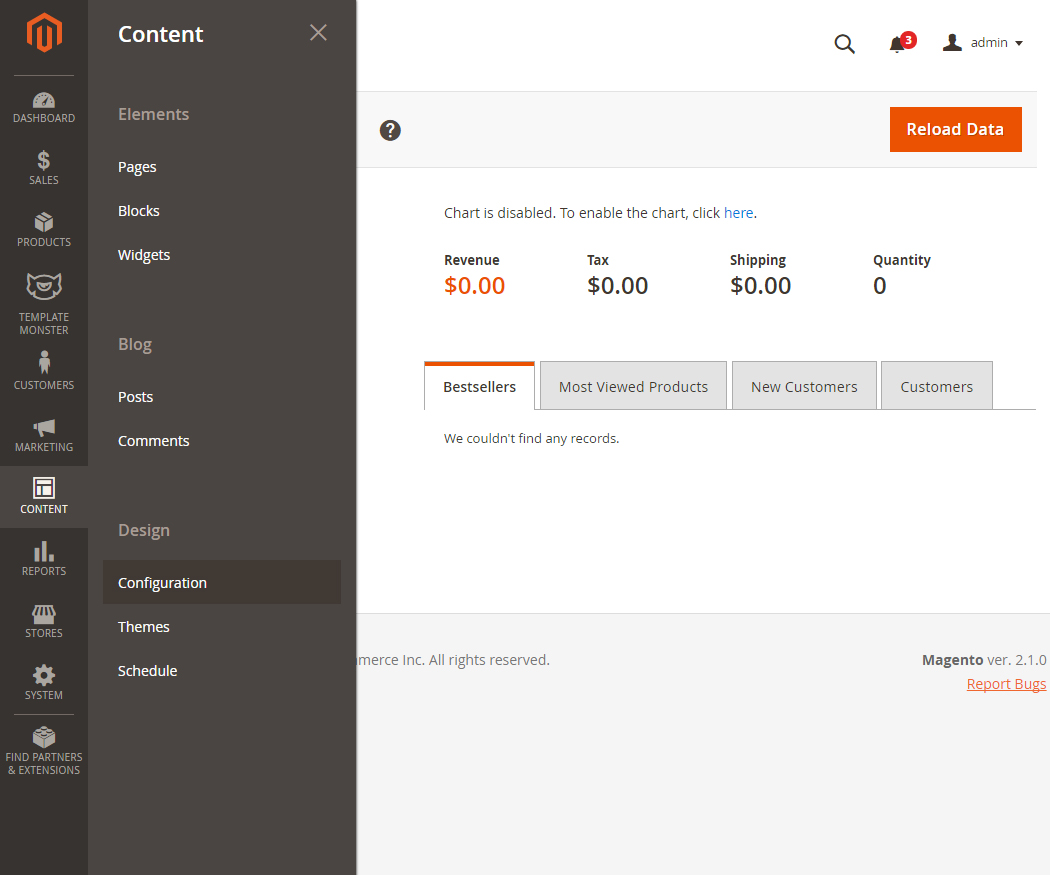 DASHBOARD
SALES
PRODUCTS
TEMPLATE
MONSTER
CUSTOMERS
MARKETING
CONTENT
REPORTS
STORES
SYSTEM
FIND PARTNERS
& EXTENSIONS
Content
Elements
Pages
Blocks
Widgets
Blog
Posts
Comments
Design
Configuration
Themes
Schedule
3
admin
?
Reload Data
Chart is disabled. To enable the chart, click here.
Revenue Tax Shipping Quantity
$0.00 $0.00 $0.00 0
Bestsellers Most Viewed Products New Customers Customers
We couldn't find any records.
Inc. All rights reserved.
Magento ver. 2.1.0
Report Bugs